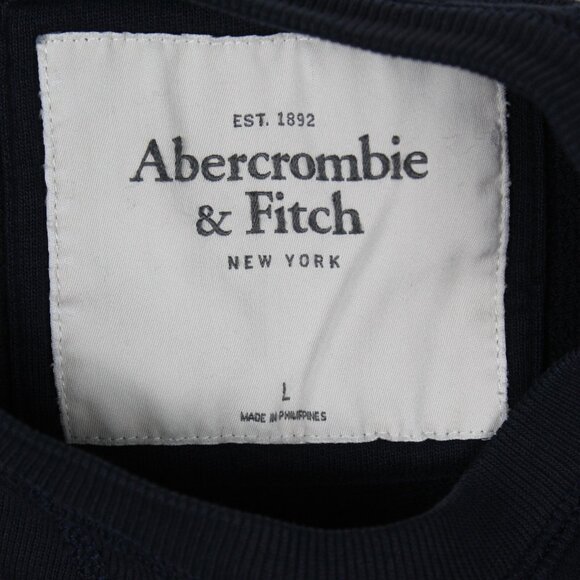 EST. 1892
Abercrombie
& Fitch
NEW YORK
L
MADE IN PHILIPPINES